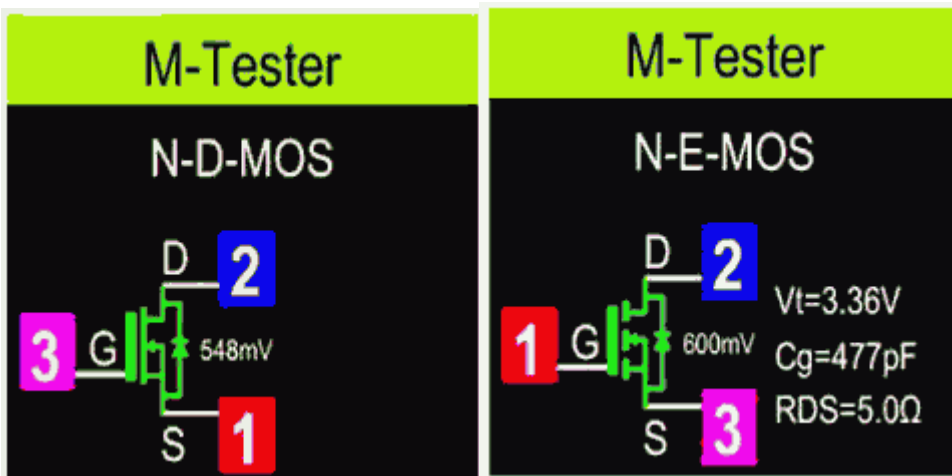 M-Tester
N-D-MOS
D
2
3
G
548mV
S
1
M-Tester
N-E-MOS
D
2
Vt=3.36V
1
G
600mV
Cg=477pF
RDS=5.0Ω
S
3